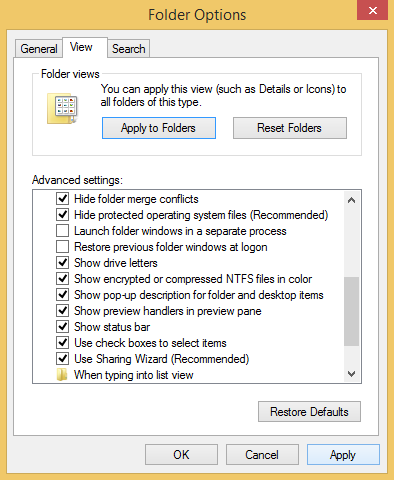 Folder Options
General
View
Search
Folder views
You can apply this view (such as Details or Icons) to
all folders of this type.
Apply to Folders
Reset Folders
Advanced settings:
Hide folder merge conflicts
Hide protected operating system files (Recommended)
Launch folder windows in a separate process
Restore previous folder windows at logon
Show drive letters
Show encrypted or compressed NTFS files in color
Show pop-up description for folder and desktop items
Show preview handlers in preview pane
Show status bar
Use check boxes to select items
Use Sharing Wizard (Recommended)
When typing into list view
Restore Defaults
OK
Cancel
Apply